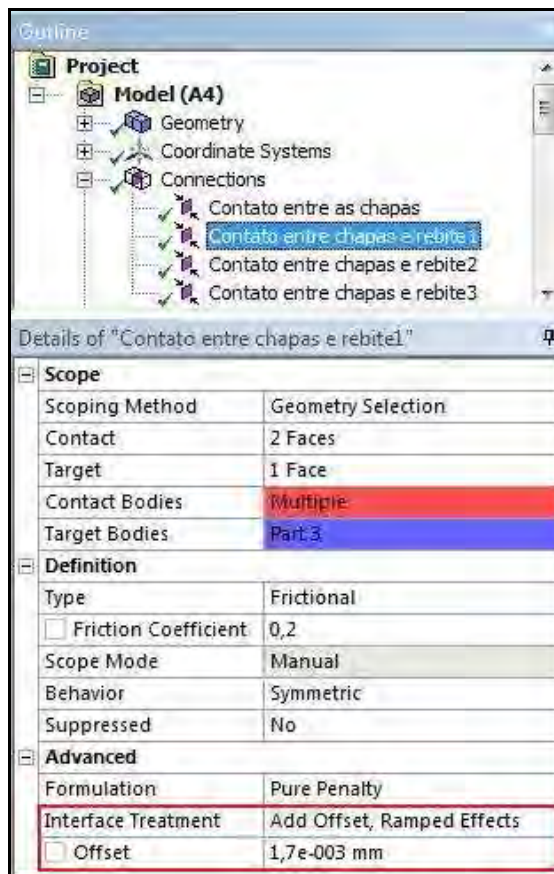 Outline
Project
Model (A4)
Geometry
Coordinate Systems
Connections
Contato entre as chapas
Contato entre chapas e rebite1
Contato entre chapas e rebite2
Contato entre chapas e rebite3
Details of "Contato entre chapas e rebite1"
Scope
Scoping Method Geometry Selection
Contact 2 Faces
Target 1 Face
Contact Bodies Multiple
Target Bodies Part 3
Definition
Type Frictional
Friction Coefficient 0,2
Scope Mode Manual
Behavior Symmetric
Suppressed No
Advanced
Formulation Pure Penalty
Interface Treatment Add Offset, Ramped Effects
Offset 1,7e-003 mm